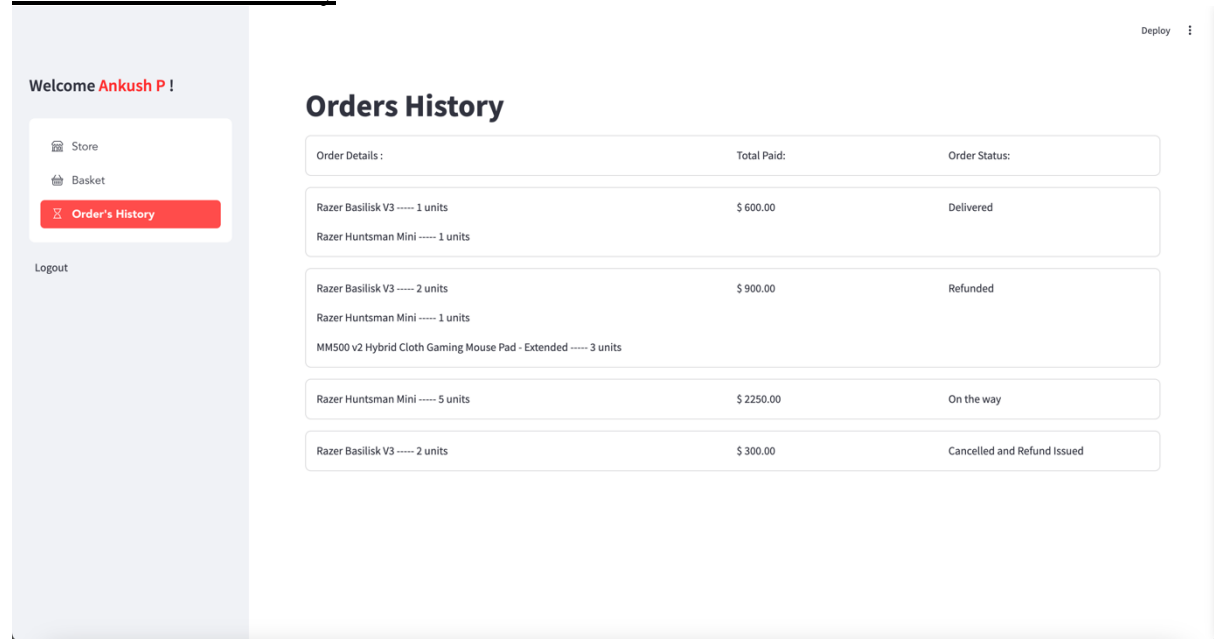 Deploy
Welcome Ankush P !
Store
Basket
Order's History
Logout
Orders History
Order Details : Total Paid: Order Status:
Razer Basilisk V3 ----- 1 units $ 600.00 Delivered
Razer Huntsman Mini ----- 1 units
Razer Basilisk V3 ----- 2 units $ 900.00 Refunded
Razer Huntsman Mini ----- 1 units
MM500 v2 Hybrid Cloth Gaming Mouse Pad - Extended ----- 3 units
Razer Huntsman Mini ----- 5 units $ 2250.00 On the way
Razer Basilisk V3 ----- 2 units $ 300.00 Cancelled and Refund Issued